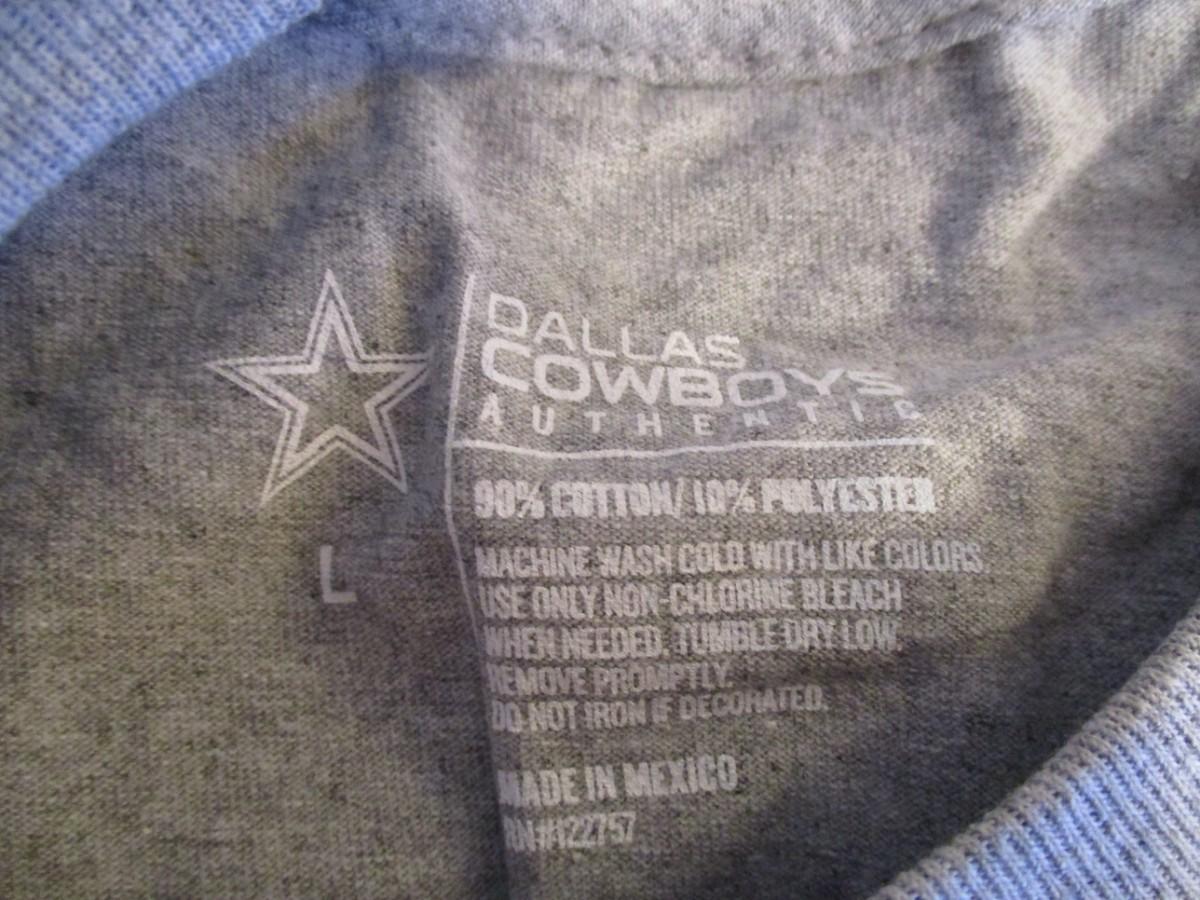 DALLAS
COWBOYS
AUTHENTIC
90% COTTON/10% POLYESTER
L
MACHINE WASH COLD WITH LIKE COLORS.
USE ONLY NON-CHLORINE BLEACH
WHEN NEEDED. TUMBLE DRY LOW.
REMOVE PROMPTLY.
DO NOT IRON IF DECORATED.
MADE IN MEXICO
RN#122757